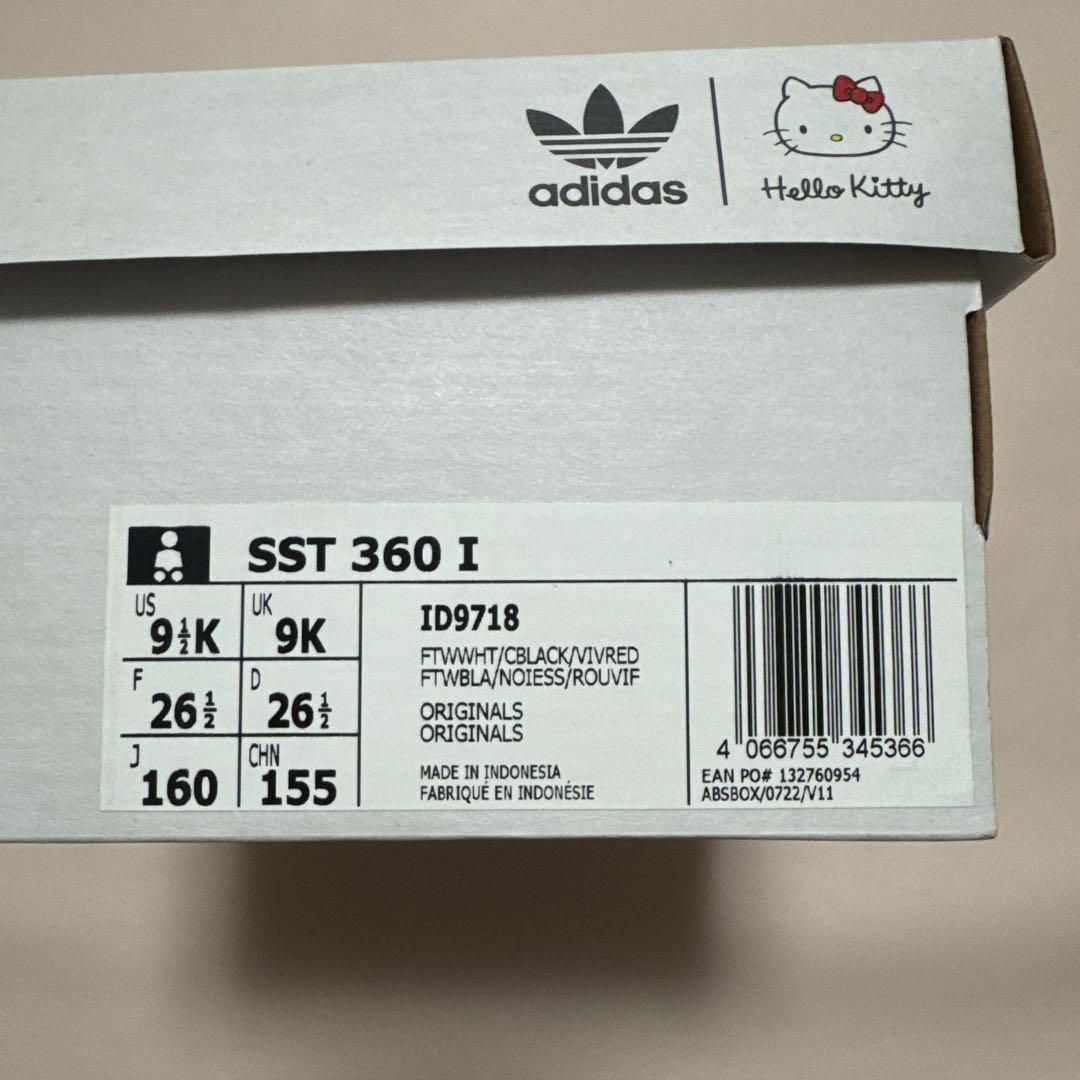 adidas
Hello Kitty
SST 360 I
US
9½K
UK
9K
F
26½
D
26½
J
160
CHN
155
ID9718
FTWWHT/CBLACK/VIVRED
FTWBLA/NOIESS/ROUVIF
ORIGINALS
ORIGINALS
MADE IN INDONESIA
FABRIQUÉ EN INDONÉSIE
4 066755 345366
EAN PO# 132760954
ABSBOX/0722/V11